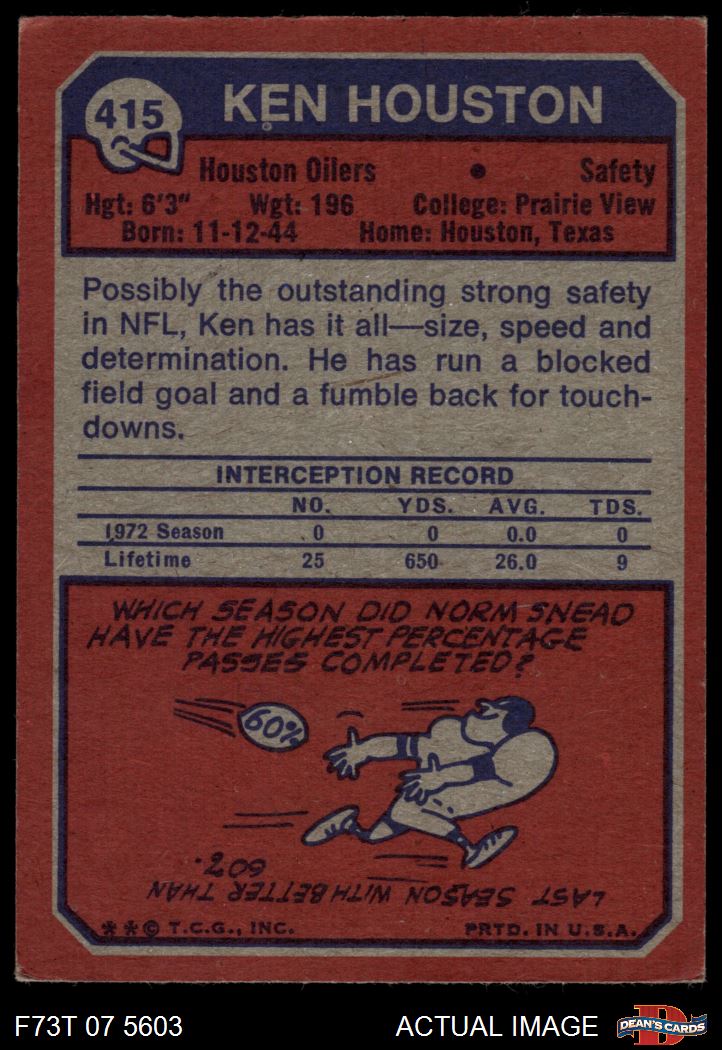 415
KEN HOUSTON
Houston Oilers • Safety
Hgt: 6'3" Wgt: 196 College: Prairie View
Born: 11-12-44 Home: Houston, Texas
Possibly the outstanding strong safety
in NFL, Ken has it all—size, speed and
determination. He has run a blocked
field goal and a fumble back for touch-
downs.
INTERCEPTION RECORD
NO. YDS. AVG. TDS.
1972 Season 0 0 0.0 0
Lifetime 25 650 26.0 9
WHICH SEASON DID NORM SNEAD
HAVE THE HIGHEST PERCENTAGE
PASSES COMPLETED?
60%
LAST SEASON WITH BETTER THAN
60%.
**© T.C.G., INC. PRTD. IN U.S.A.
F73T 07 5603 ACTUAL IMAGE
D
DEAN'S CARDS